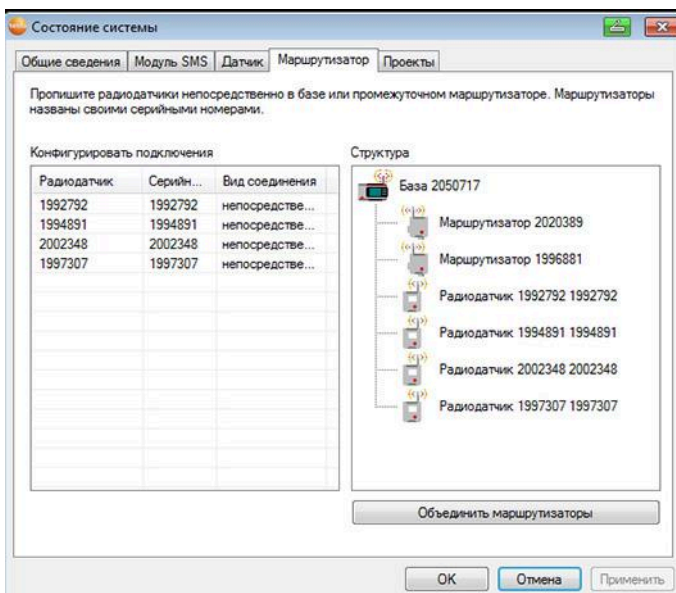 Состояние системы
Общие сведения Модуль SMS Датчик Маршрутизатор Проекты
Пропишите радиодатчики непосредственно в базе или промежуточном маршрутизаторе. Маршрутизаторы
названы своими серийными номерами.
Конфигурировать подключения
Радиодатчик Серийн... Вид соединения
1992792 1992792 непосредстве...
1994891 1994891 непосредстве...
2002348 2002348 непосредстве...
1997307 1997307 непосредстве...
Структура
База 2050717
Маршрутизатор 2020389
Маршрутизатор 1996881
Радиодатчик 1992792 1992792
Радиодатчик 1994891 1994891
Радиодатчик 2002348 2002348
Радиодатчик 1997307 1997307
Объединить маршрутизаторы
OK Отмена Применить